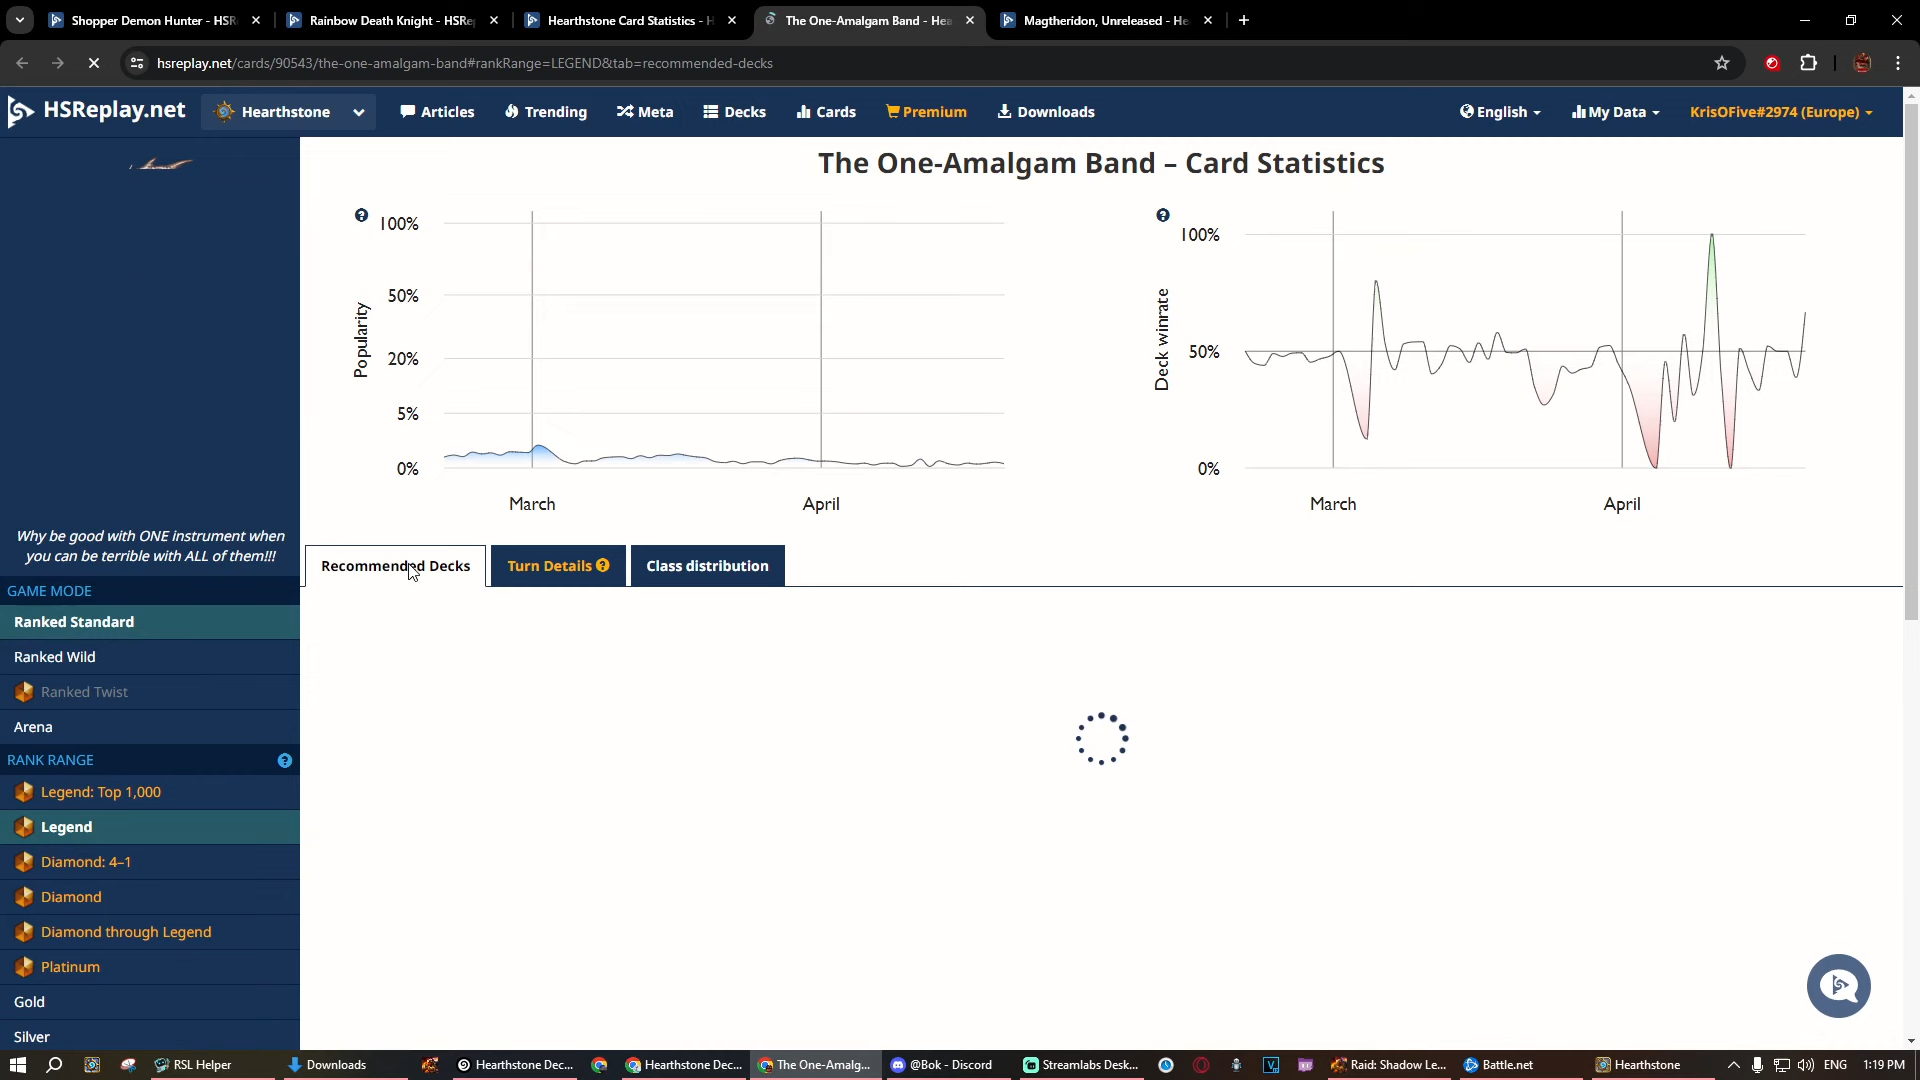 Shopper Demon Hunter - HSR
Rainbow Death Knight - HSRep
Hearthstone Card Statistics - H
The One-Amalgam Band - Hea
Magtheridon, Unreleased - He
hsreplay.net/cards/90543/the-one-amalgam-band#rankRange=LEGEND&tab=recommended-decks
HSReplay.net
Hearthstone
Articles
Trending
Meta
Decks
Cards
Premium
Downloads
English
My Data
KrisOFive#2974 (Europe)
The One-Amalgam Band – Card Statistics
? 100%
50%
20%
5%
0%
Popularity
March April
? 100%
50%
0%
Deck winrate
March April
Why be good with ONE instrument when
you can be terrible with ALL of them!!!
Recommended Decks
Turn Details ?
Class distribution
GAME MODE
Ranked Standard
Ranked Wild
Ranked Twist
Arena
RANK RANGE ?
Legend: Top 1,000
Legend
Diamond: 4–1
Diamond
Diamond through Legend
Platinum
Gold
Silver
RSL Helper
Downloads
Hearthstone Dec...
Hearthstone Dec...
The One-Amalg...
@Bok - Discord
Streamlabs Desk...
Raid: Shadow Le...
Battle.net
Hearthstone
ENG
1:19 PM